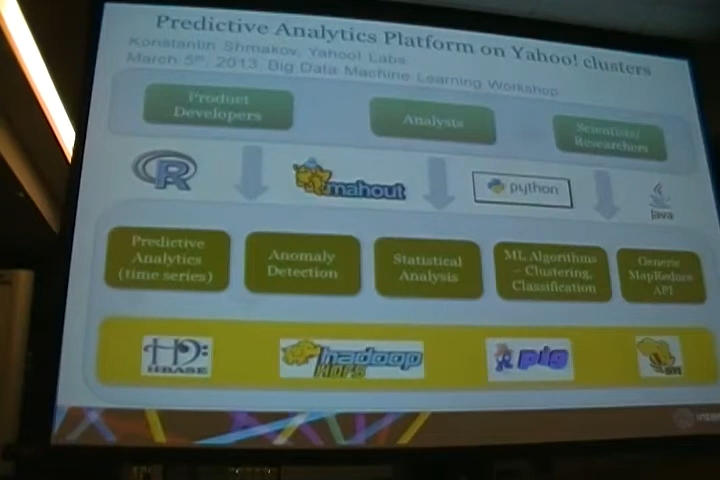 Predictive Analytics Platform on Yahoo! clusters
Konstantin Shmakov, Yahoo! Labs
March 5th, 2013 Big Data Machine Learning Workshop
Product
Developers
Analysts
Scientists/
Researchers
R
mahout
python
Java
Predictive
Analytics
(time series)
Anomaly
Detection
Statistical
Analysis
ML Algorithms
– Clustering,
Classification
Generic
MapReduce
API
HBASE
hadoop
HDFS
pig